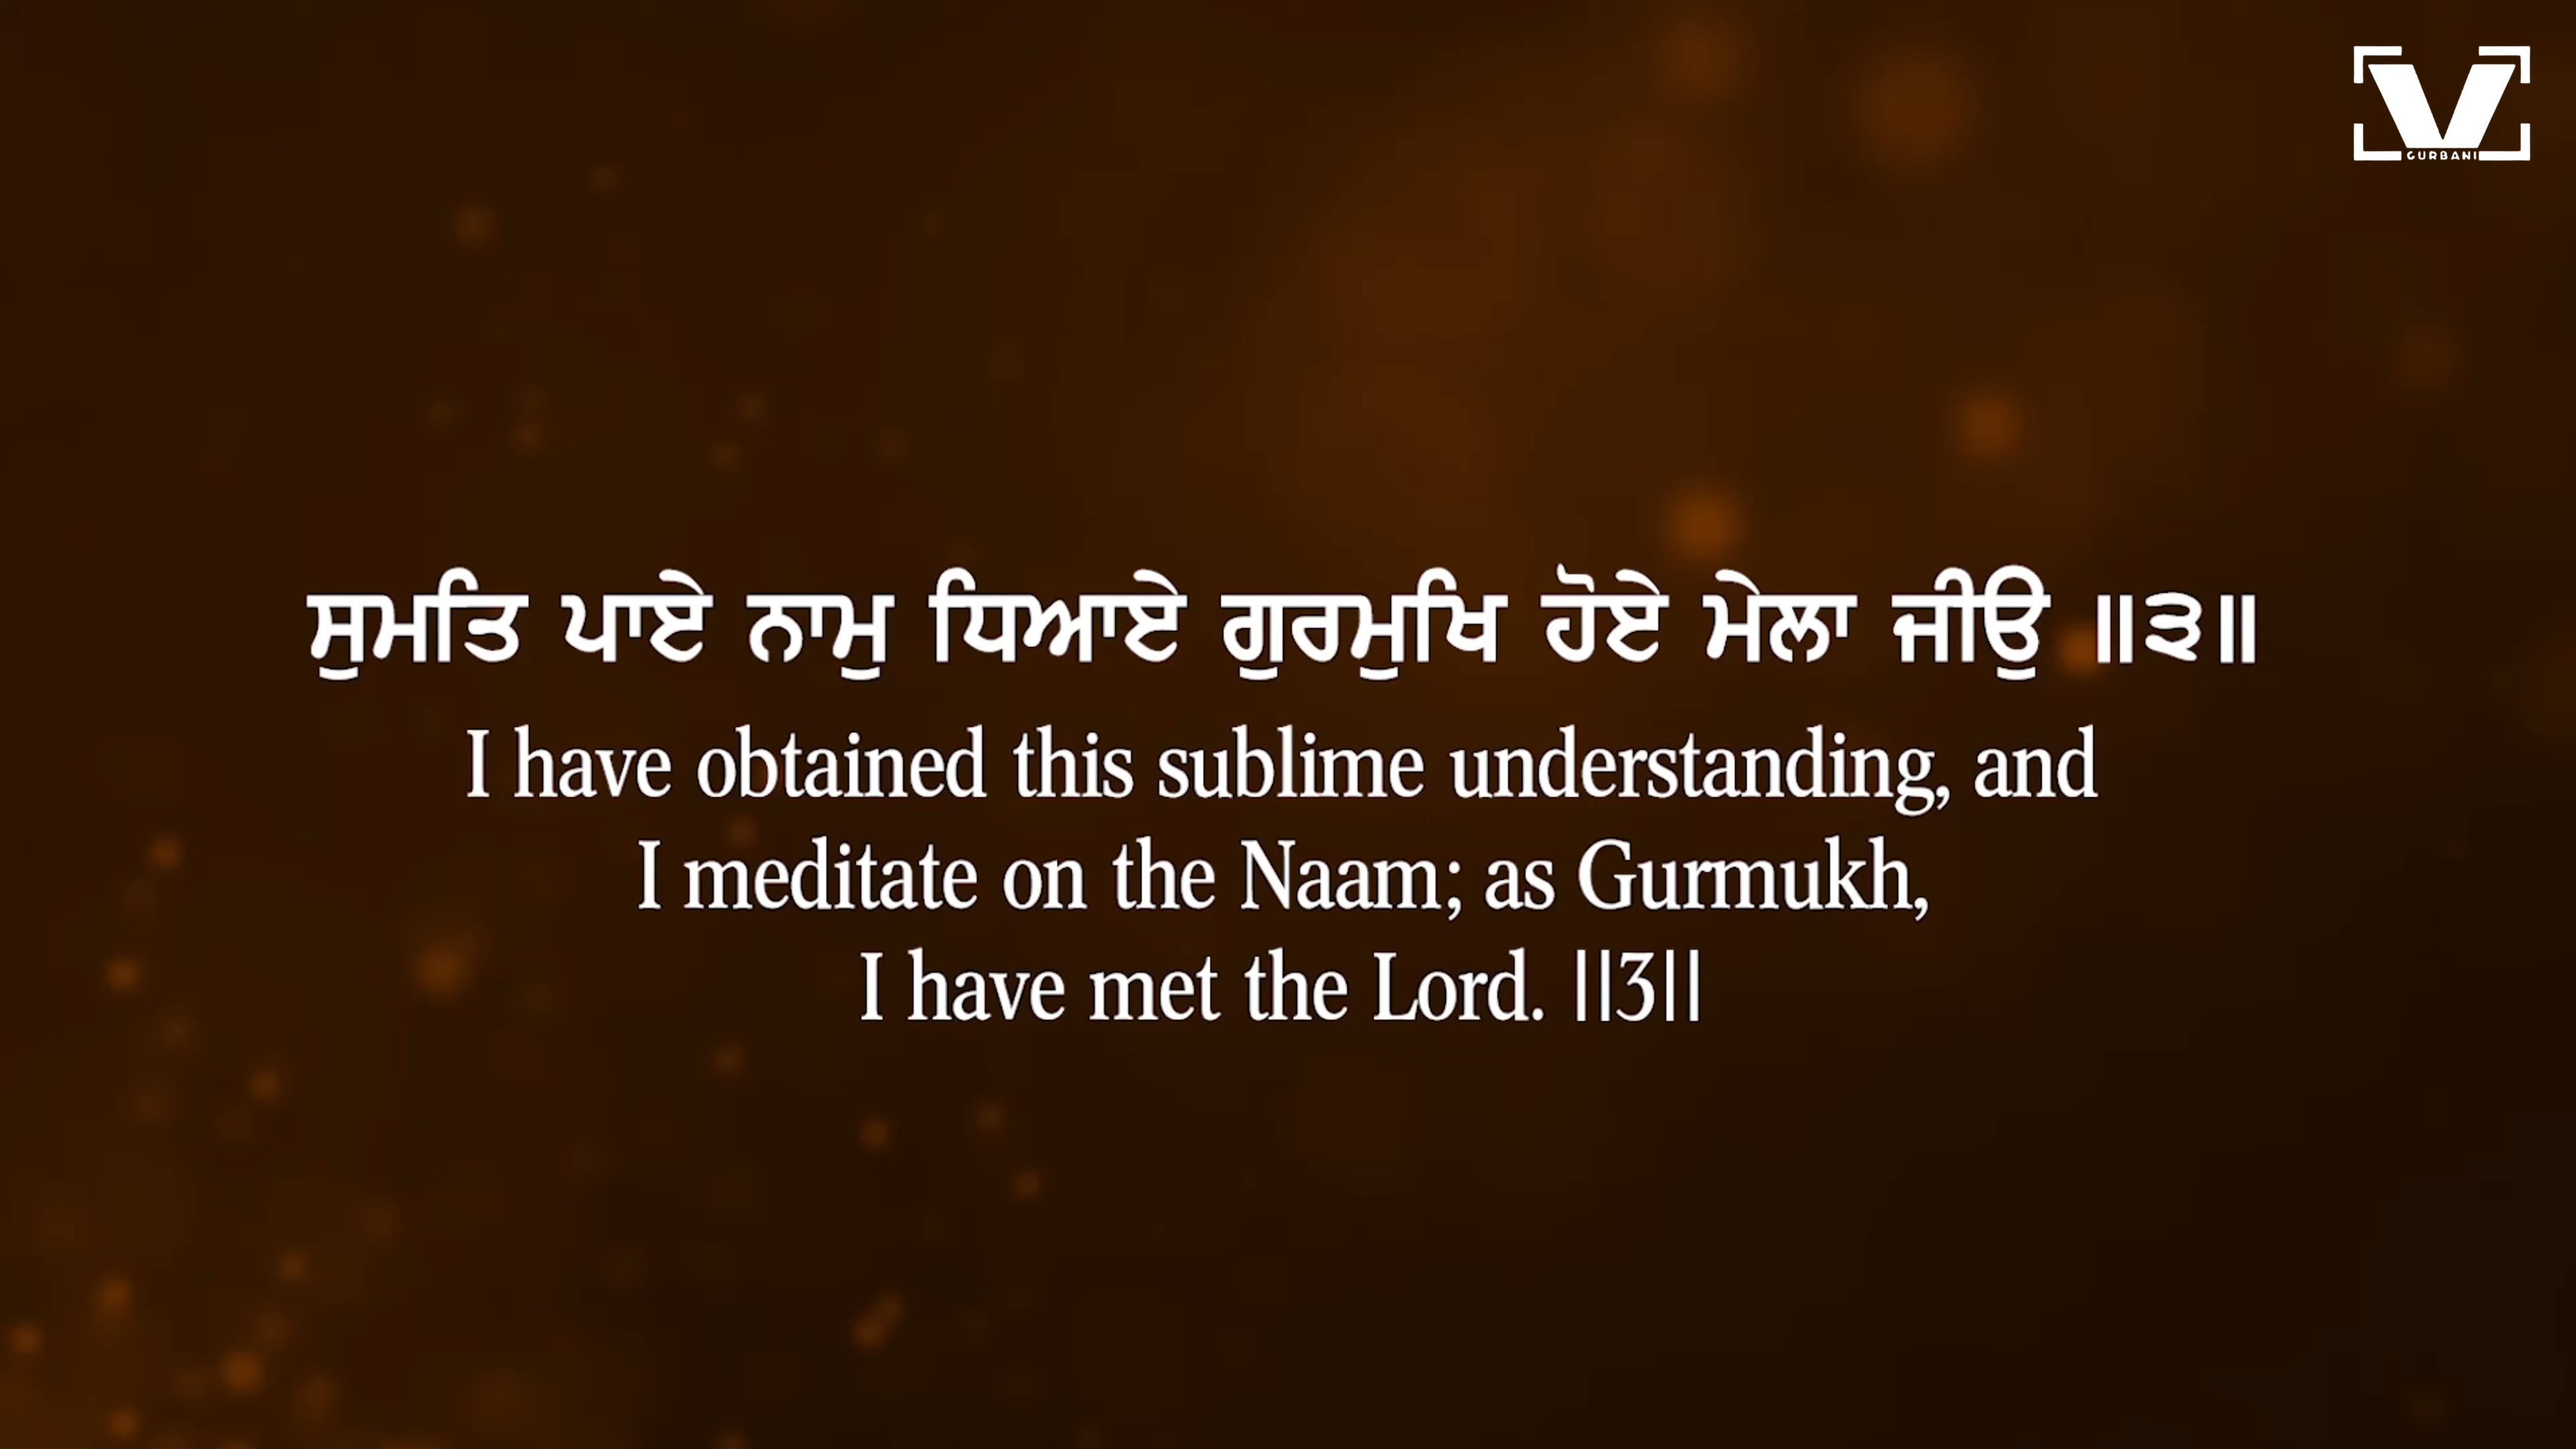 GURBANI
ਸੁਮਤਿ ਪਾਏ ਨਾਮੁ ਧਿਆਏ ਗੁਰਮੁਖਿ ਹੋਏ ਮੇਲਾ ਜੀਉ ॥੩॥
I have obtained this sublime understanding, and
I meditate on the Naam; as Gurmukh,
I have met the Lord. ||3||